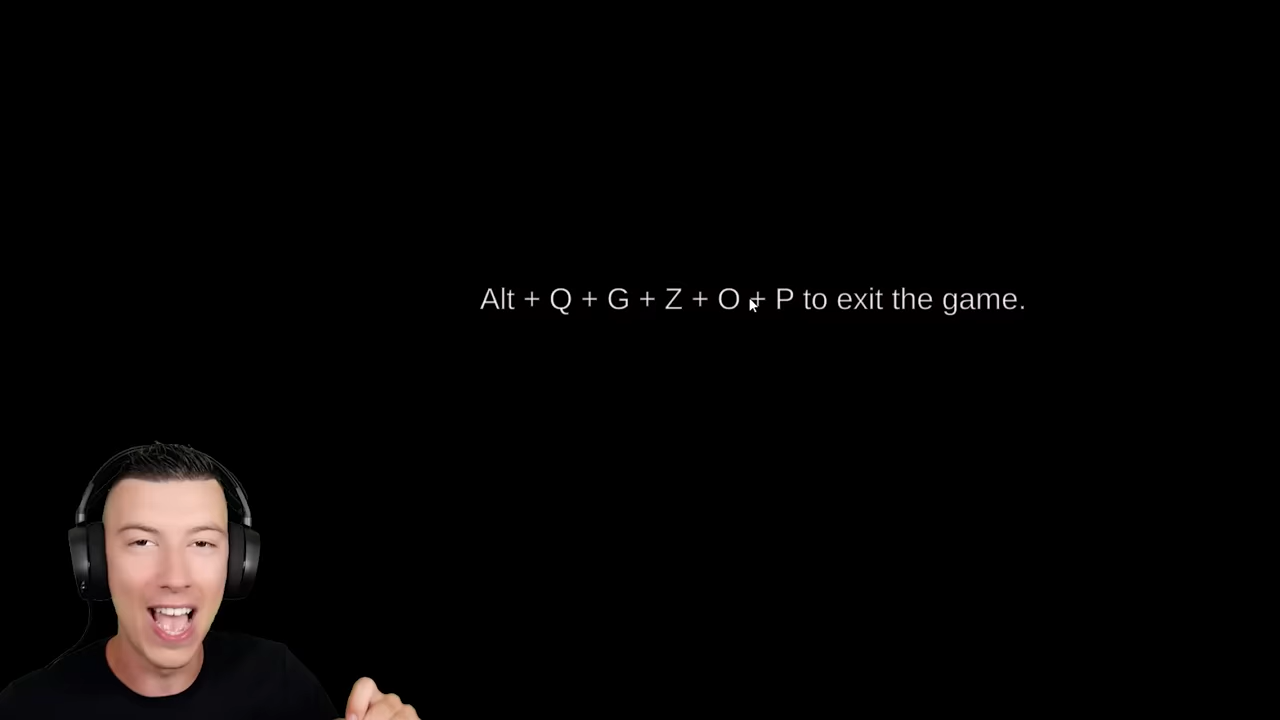 Alt + Q + G + Z + O + P to exit the game.